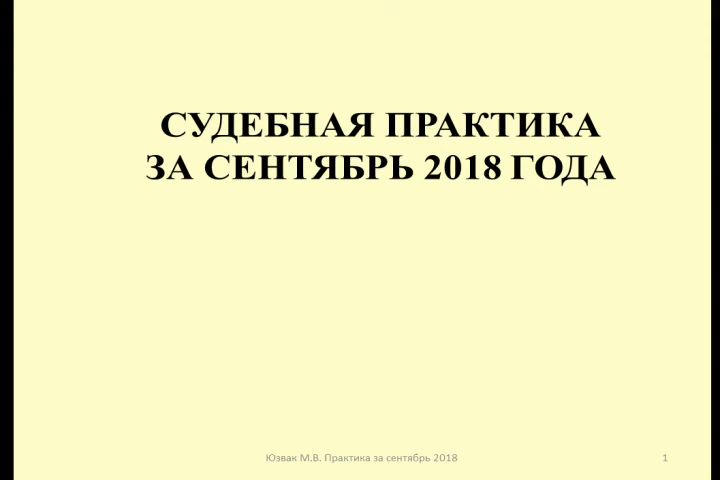 СУДЕБНАЯ ПРАКТИКА
ЗА СЕНТЯБРЬ 2018 ГОДА
Юзвак М.В. Практика за сентябрь 2018
1